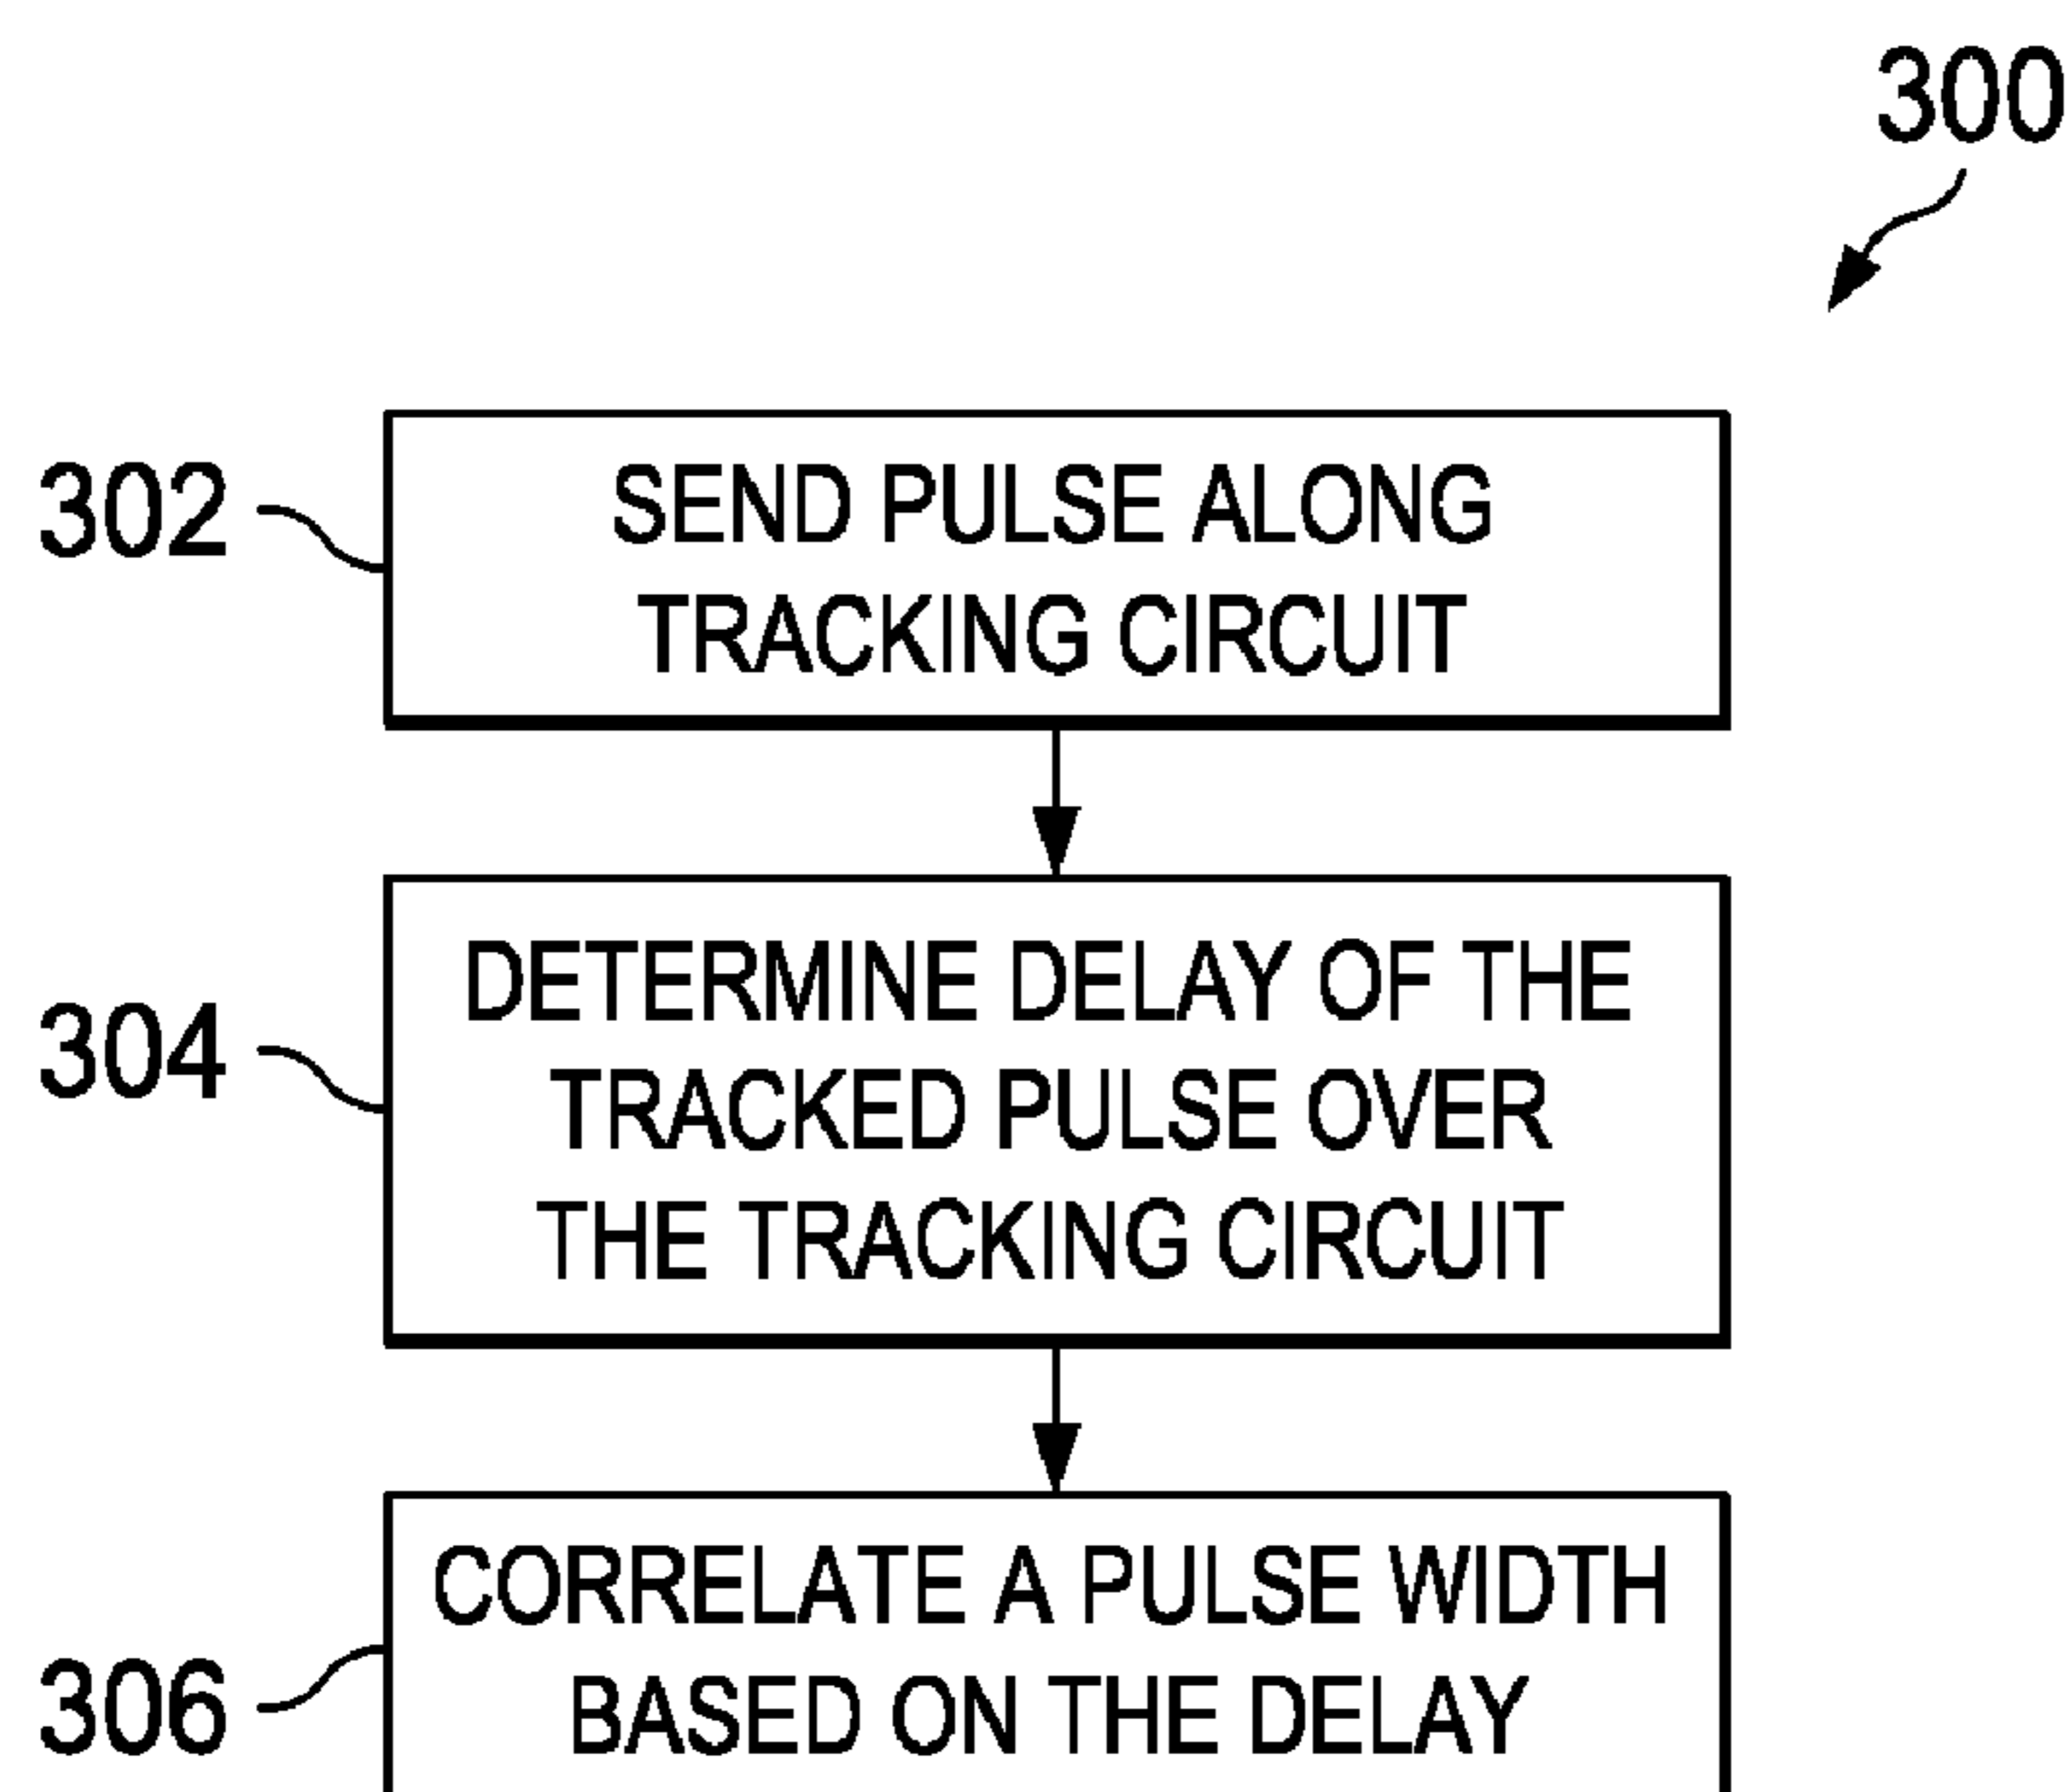 300
302
SEND PULSE ALONG
TRACKING CIRCUIT
304
DETERMINE DELAY OF THE
TRACKED PULSE OVER
THE TRACKING CIRCUIT
306
CORRELATE A PULSE WIDTH
BASED ON THE DELAY